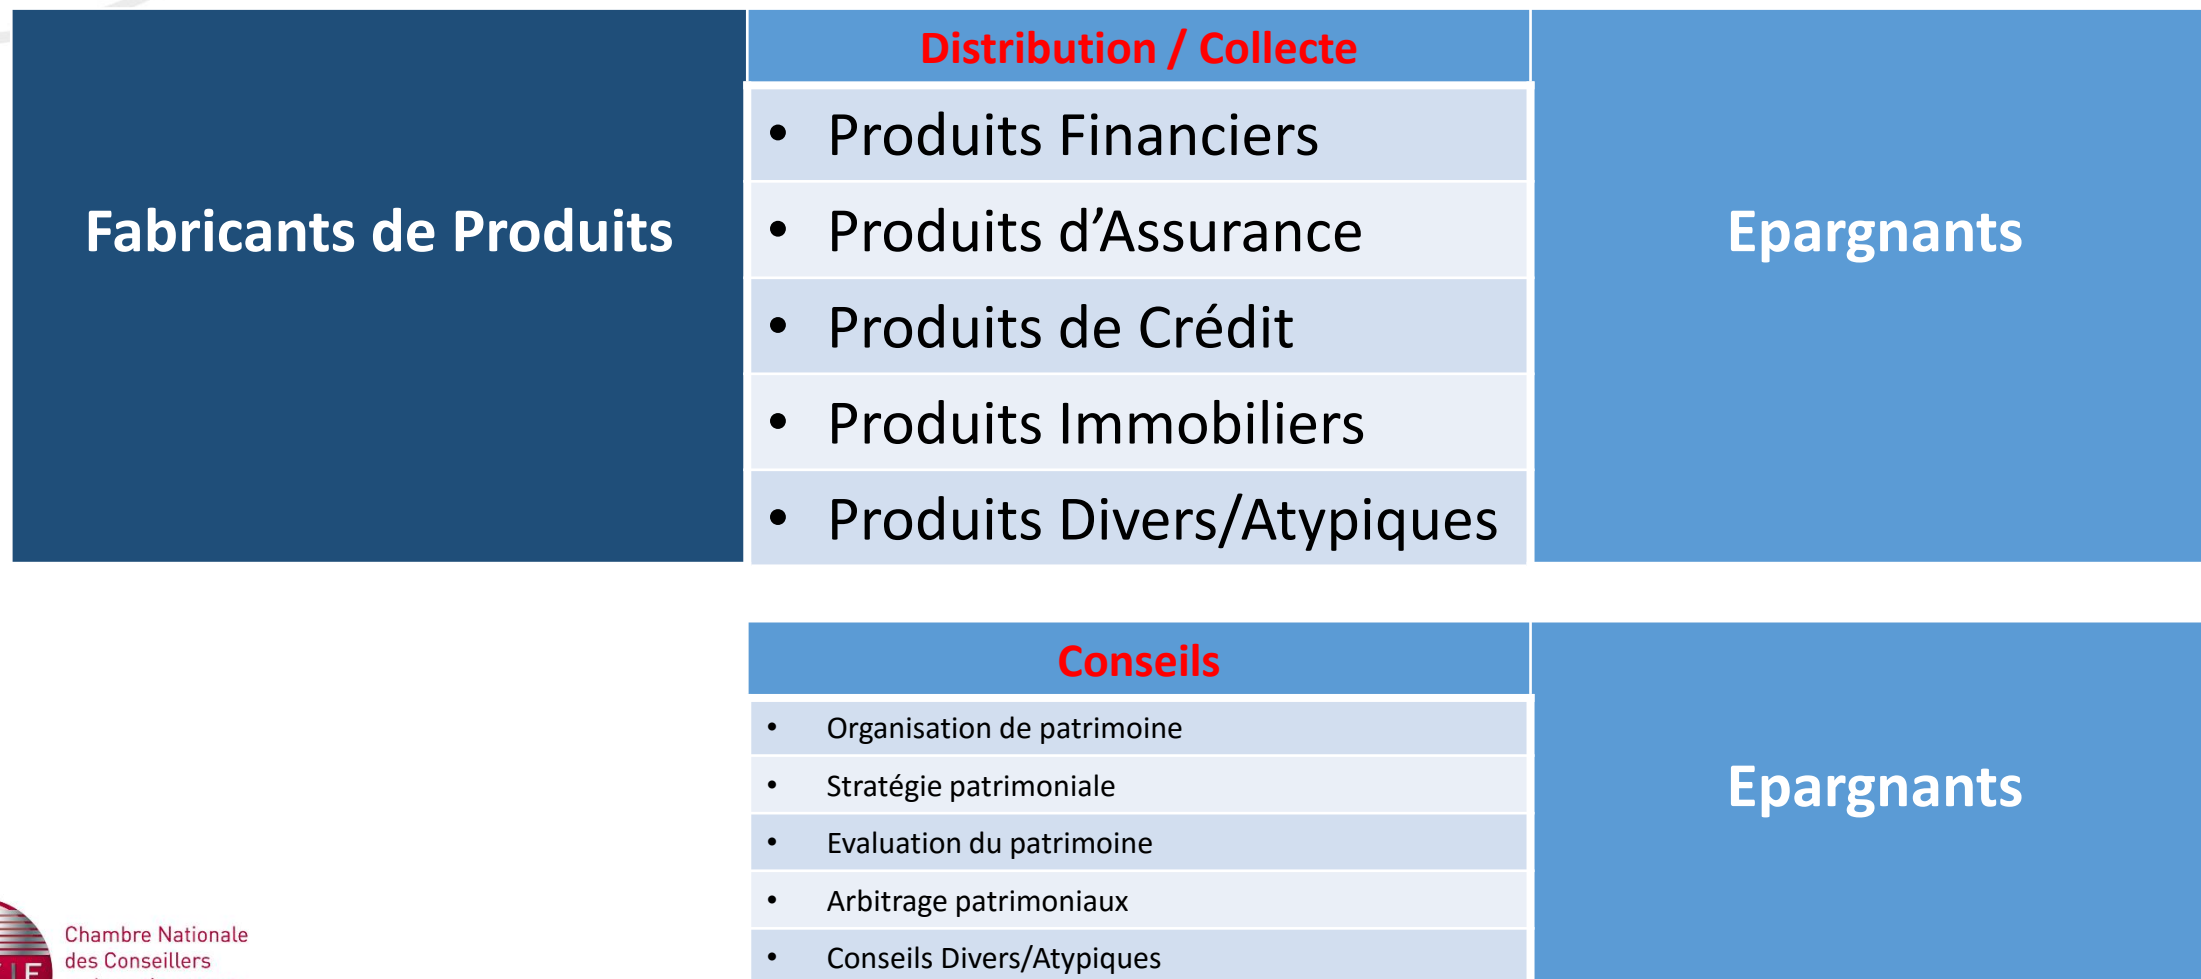 Distribution / Collecte
Fabricants de Produits
• Produits Financiers
• Produits d’Assurance
• Produits de Crédit
• Produits Immobiliers
• Produits Divers/Atypiques
Epargnants
Conseils
• Organisation de patrimoine
• Stratégie patrimoniale
• Evaluation du patrimoine
• Arbitrage patrimoniaux
• Conseils Divers/Atypiques
Epargnants
Chambre Nationale
des Conseillers